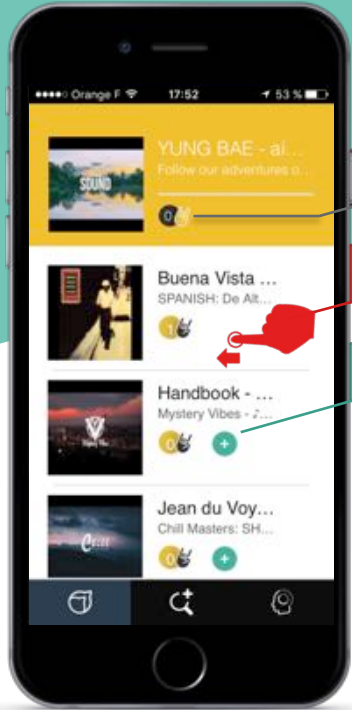 Orange F 17:52 53 %
YUNG BAE - ai...
Follow our adventures o...
SOUND
0
Buena Vista ...
SPANISH: De Alt...
1
Handbook - ...
Mystery Vibes - ♪...
0
Jean du Voy...
Chill Masters: SH...
0